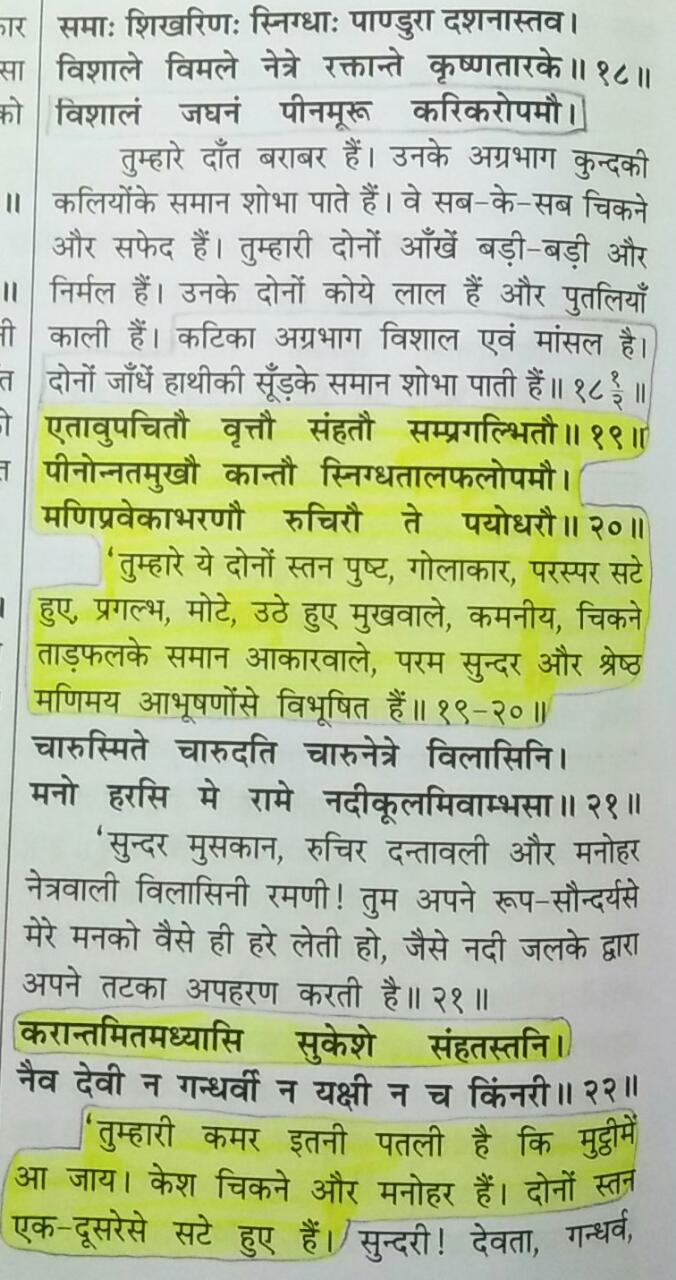 कार
समाः शिखरिणः स्निग्धाः पाण्डुरा दशनास्तव।
सा
विशाले विमले नेत्रे रक्तान्ते कृष्णतारके॥ १८॥
को
विशालं जघनं पीनमूरू करिकरोपमौ।
तुम्हारे दाँत बराबर हैं। उनके अग्रभाग कुन्दकी
॥
कलियोंके समान शोभा पाते हैं। वे सब-के-सब चिकने
और सफेद हैं। तुम्हारी दोनों आँखें बड़ी-बड़ी और
॥
निर्मल हैं। उनके दोनों कोये लाल हैं और पुतलियाँ
काली हैं। कटिका अग्रभाग विशाल एवं मांसल है।
दोनों जाँघें हाथीकी सूँड़के समान शोभा पाती हैं॥ १८ १/२ ॥
एतावुपचितौ वृत्तौ संहतौ सम्प्रगल्भितौ॥ १९॥
पीनोन्नतमुखौ कान्तौ स्निग्धतालफलोपमौ।
मणिप्रवेकाभरणौ रुचिरौ ते पयोधरौ॥ २०॥
‘तुम्हारे ये दोनों स्तन पुष्ट, गोलाकार, परस्पर सटे
हुए, प्रगल्भ, मोटे, उठे हुए मुखवाले, कमनीय, चिकने
ताड़फलके समान आकारवाले, परम सुन्दर और श्रेष्ठ
मणिमय आभूषणोंसे विभूषित हैं॥ १९-२०॥
चारुस्मिते चारुदति चारुनेत्रे विलासिनि।
मनो हरसि मे रामे नदीकूलमिवाम्भसा॥ २१॥
‘सुन्दर मुसकान, रुचिर दन्तावली और मनोहर
नेत्रवाली विलासिनी रमणी! तुम अपने रूप-सौन्दर्यसे
मेरे मनको वैसे ही हरे लेती हो, जैसे नदी जलके द्वारा
अपने तटका अपहरण करती है॥ २१॥
करान्तमितमध्यासि सुकेशे संहतस्तनि।
नैव देवी न गन्धर्वी न यक्षी न च किंनरी॥ २२॥
‘तुम्हारी कमर इतनी पतली है कि मुट्ठीमें
आ जाय। केश चिकने और मनोहर हैं। दोनों स्तन
एक-दूसरेसे सटे हुए हैं। सुन्दरी! देवता, गन्धर्व,